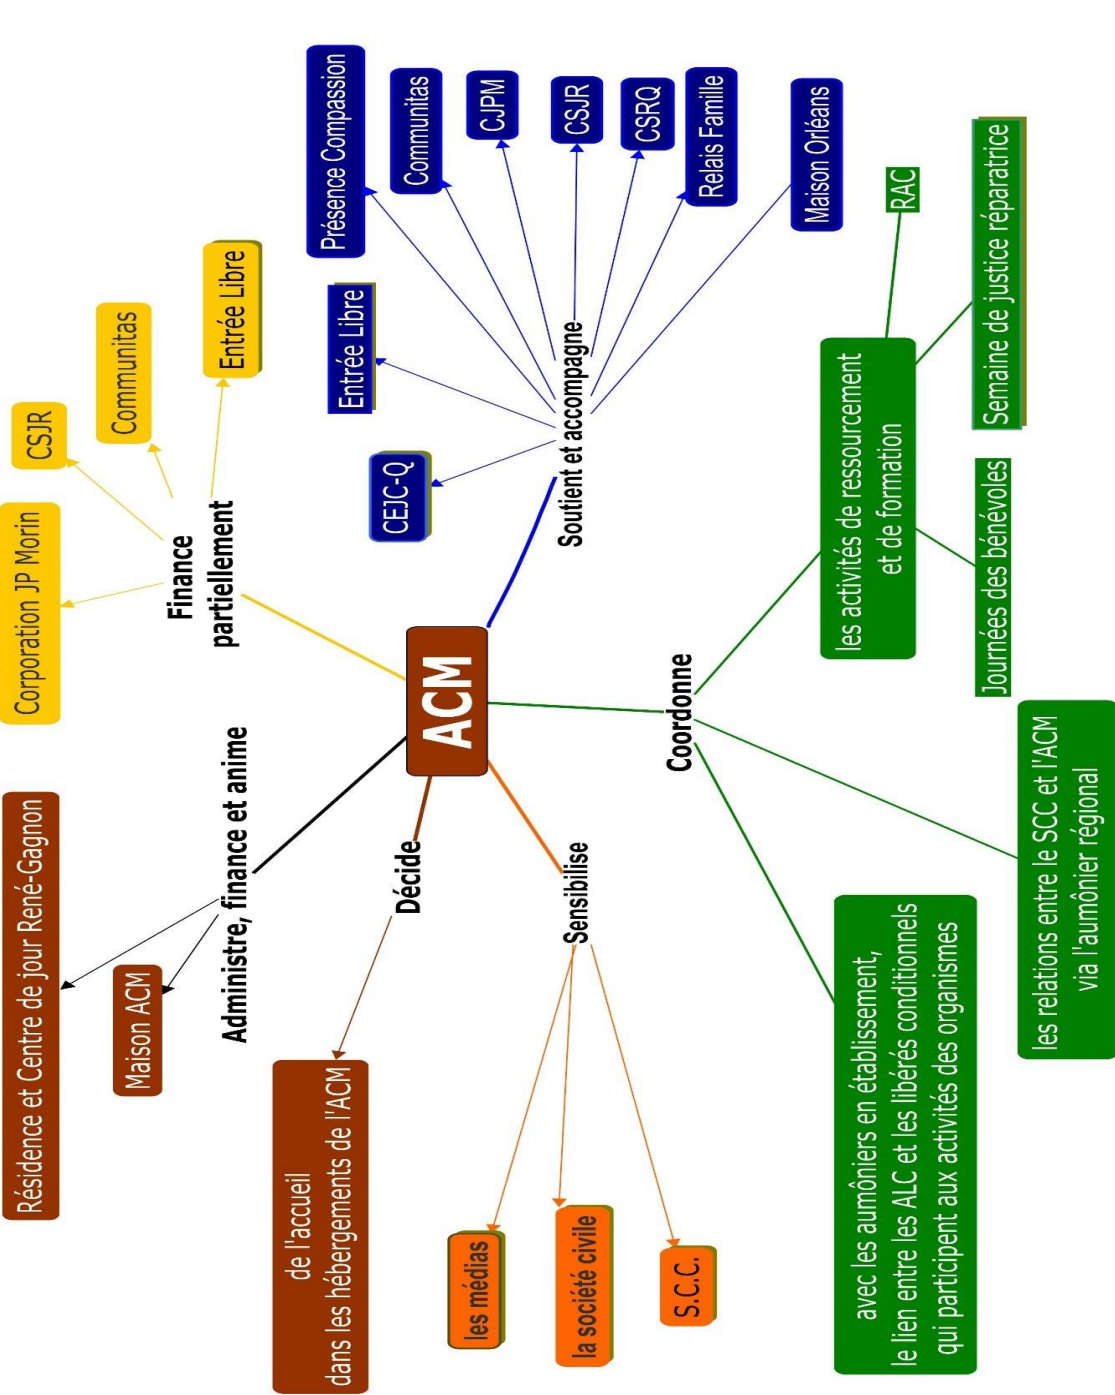 Résidence et Centre de jour René-Gagnon
Maison ACM
Administre, finance et anime
Corporation JP Morin
CSJR
Communitas
Entrée Libre
Finance
partiellement
de l'accueil
dans les hébergements de l'ACM
Décide
ACM
CEJC-Q
Entrée Libre
Présence Compassion
Communitas
CJPM
CSJR
CSRQ
Relais Famille
Maison Orléans
Soutient et accompagne
les médias
la société civile
S.C.C.
Sensibilise
Coordonne
avec les aumôniers en établissement,
le lien entre les ALC et les libérés conditionnels
qui participent aux activités des organismes
les relations entre le SCC et l'ACM
via l'aumônier régional
les activités de ressourcement
et de formation
Journées des bénévoles
Semaine de justice réparatrice
RAC